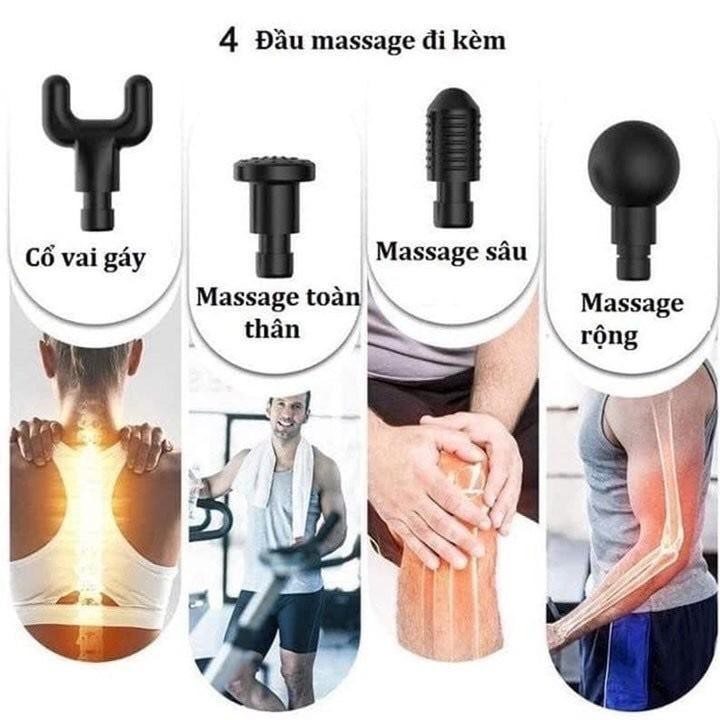 4 Đầu massage đi kèm
Cổ vai gáy
Massage toàn
thân
Massage sâu
Massage
rộng